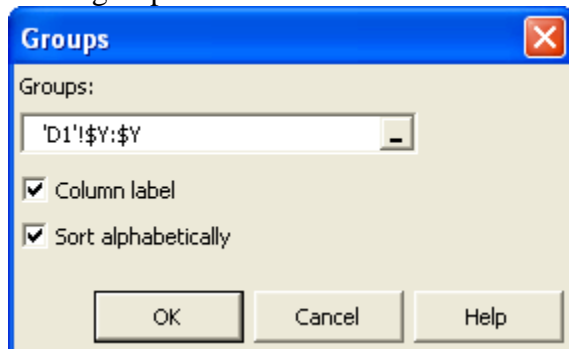 Groups
Groups:
'D1'!$Y:$Y
Column label
Sort alphabetically
OK Cancel Help